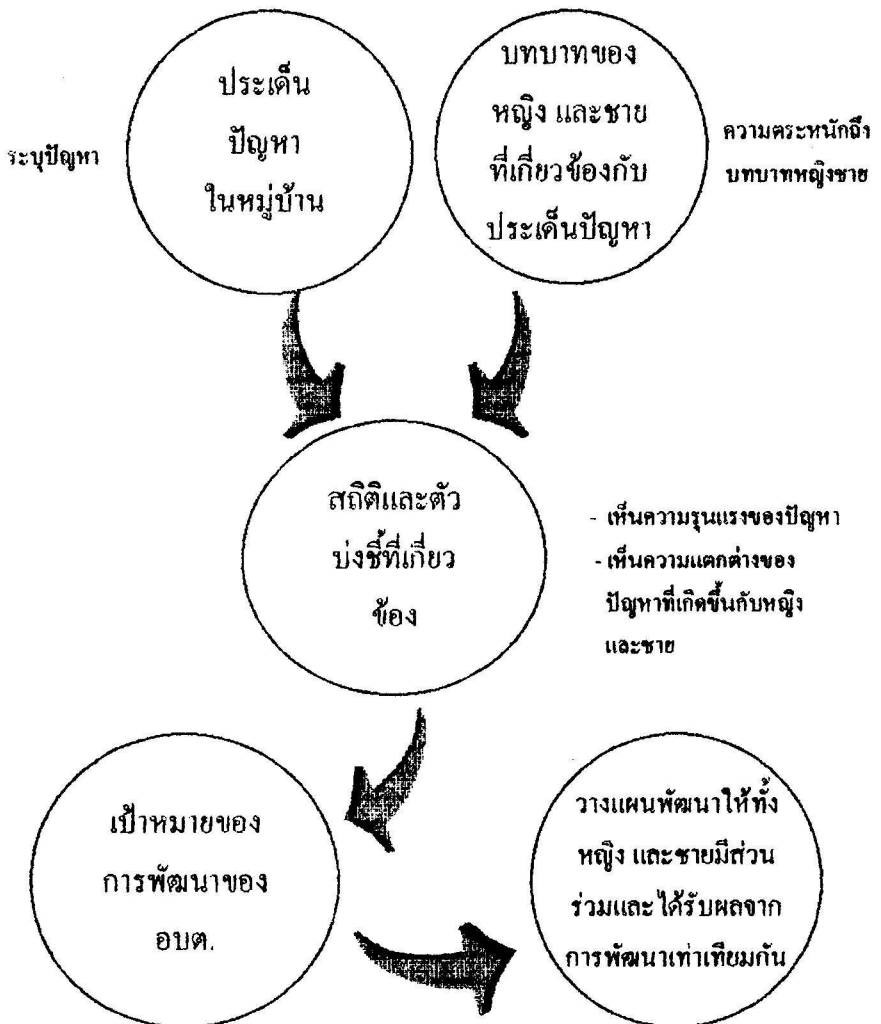 ระบุปัญหา
ประเด็น
ปัญหา
ในหมู่บ้าน
บทบาทของ
หญิง และชาย
ที่เกี่ยวข้องกับ
ประเด็นปัญหา
ความตระหนักถึง
บทบาทหญิงชาย
สถิติและตัว
บ่งชี้ที่เกี่ยว
ข้อง
- เห็นความรุนแรงของปัญหา
- เห็นความแตกต่างของ
ปัญหาที่เกิดขึ้นกับหญิง
และชาย
เป้าหมายของ
การพัฒนาของ
อบต.
วางแผนพัฒนาให้ทั้ง
หญิง และชายมีส่วน
ร่วมและ ได้รับผลจาก
การพัฒนาเท่าเทียมกัน